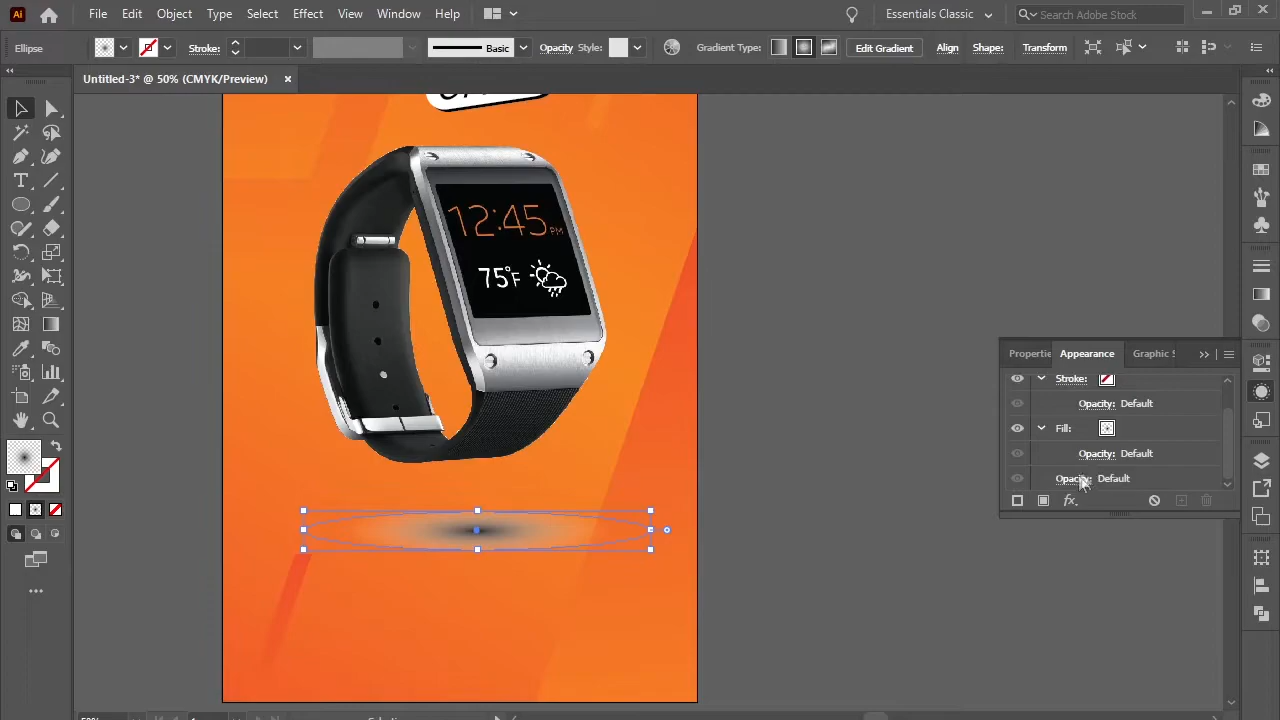 Ai File Edit Object Type Select Effect View Window Help Essentials Classic Search Adobe Stock
Ellipse Stroke: Basic Opacity Style: Gradient Type: Edit Gradient Align Shape: Transform
Untitled-3* @ 50% (CMYK/Preview)
12:45 PM
75°F
Propertie Appearance Graphic S
Stroke:
Opacity: Default
Fill:
Opacity: Default
Opacity: Default